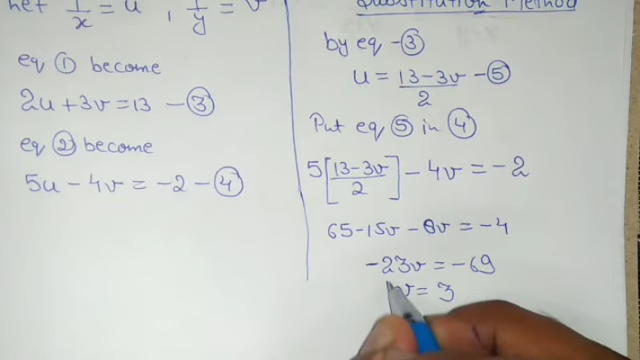 Let 1/x = u , 1/y = v
eq ① become
2u + 3v = 13 - ③
eq ② become
5u - 4v = -2 - ④
Substitution Method
by eq - ③
u = 13-3v/2 - ⑤
Put eq ⑤ in ④
5[13-3v/2] - 4v = -2
65-15v - 8v = -4
-23v = -69
v = 3